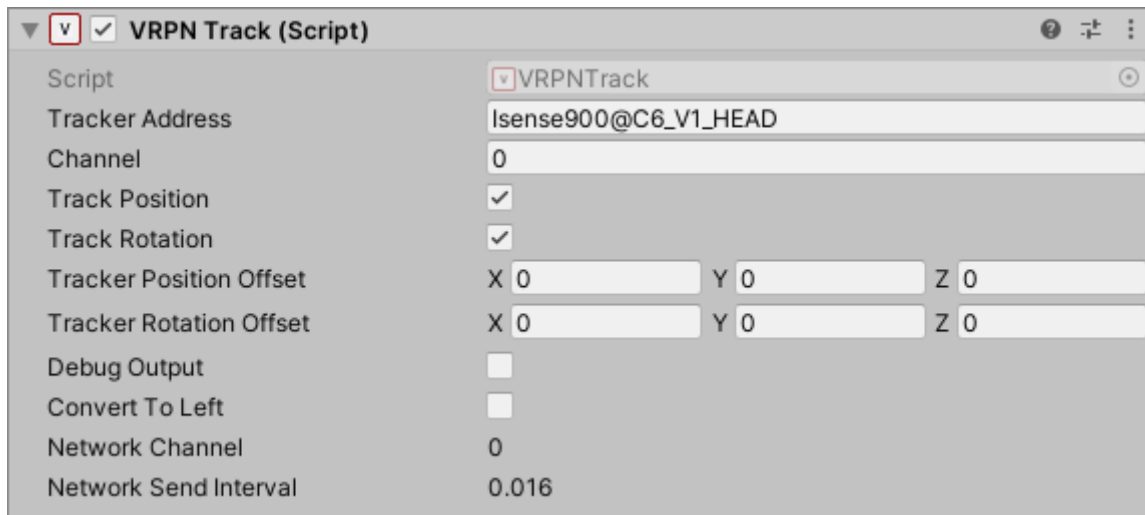 V VRPN Track (Script)
Script V VRPNTrack
Tracker Address Isense900@C6_V1_HEAD
Channel 0
Track Position
Track Rotation
Tracker Position Offset X 0 Y 0 Z 0
Tracker Rotation Offset X 0 Y 0 Z 0
Debug Output
Convert To Left
Network Channel 0
Network Send Interval 0.016